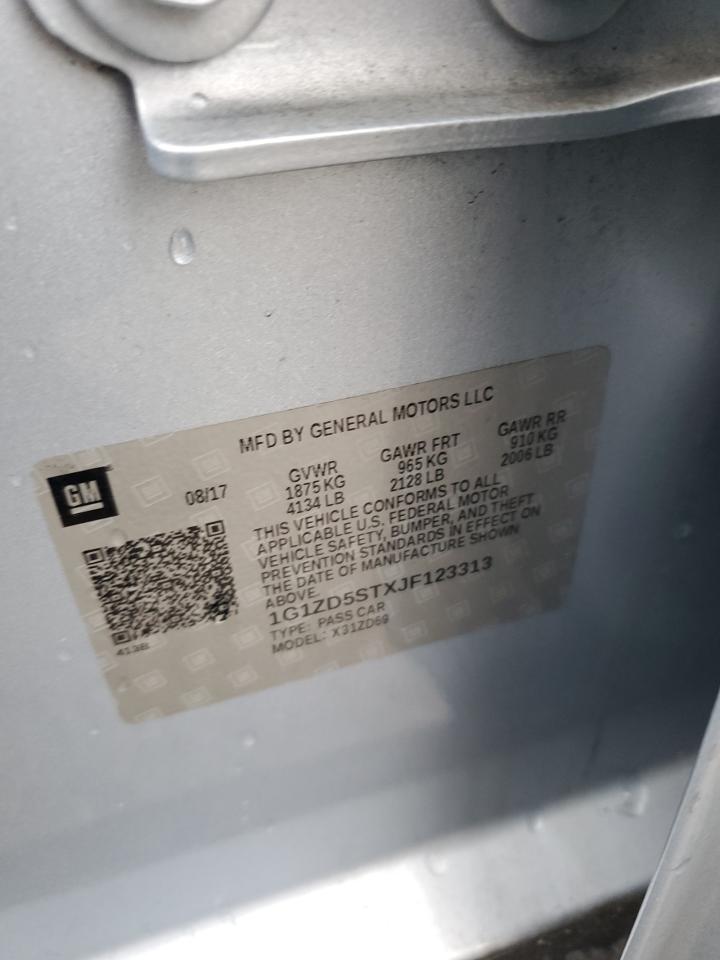 MFD BY GENERAL MOTORS LLC
GM
08/17
GVWR
1875 KG
4134 LB
GAWR FRT
965 KG
2128 LB
GAWR RR
910 KG
2006 LB
THIS VEHICLE CONFORMS TO ALL
APPLICABLE U.S. FEDERAL MOTOR
VEHICLE SAFETY, BUMPER, AND THEFT
PREVENTION STANDARDS IN EFFECT ON
THE DATE OF MANUFACTURE SHOWN
ABOVE.
1G1ZD5STXJF123313
TYPE: PASS CAR
MODEL: X31ZD69